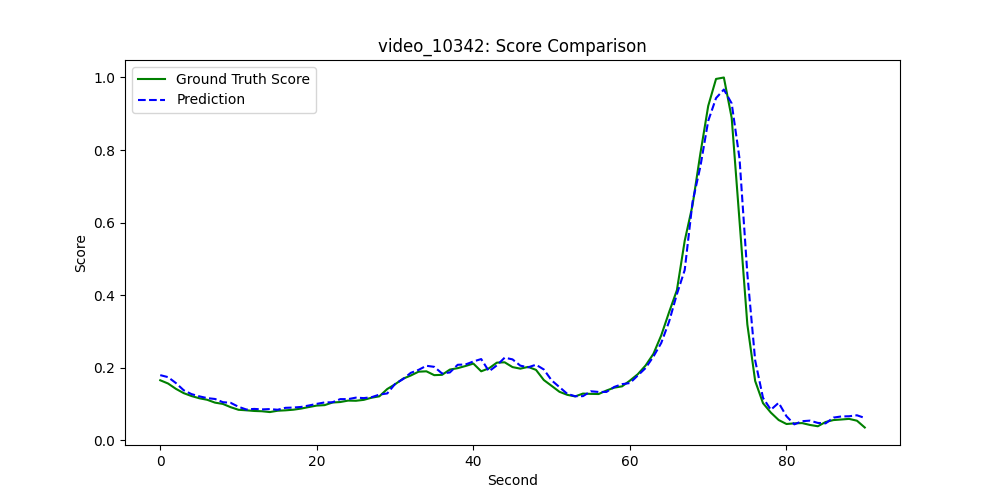 video_10342: Score Comparison
Ground Truth Score
Prediction
1.0
0.8
0.6
0.4
0.2
0.0
Score
0 20 40 60 80
Second